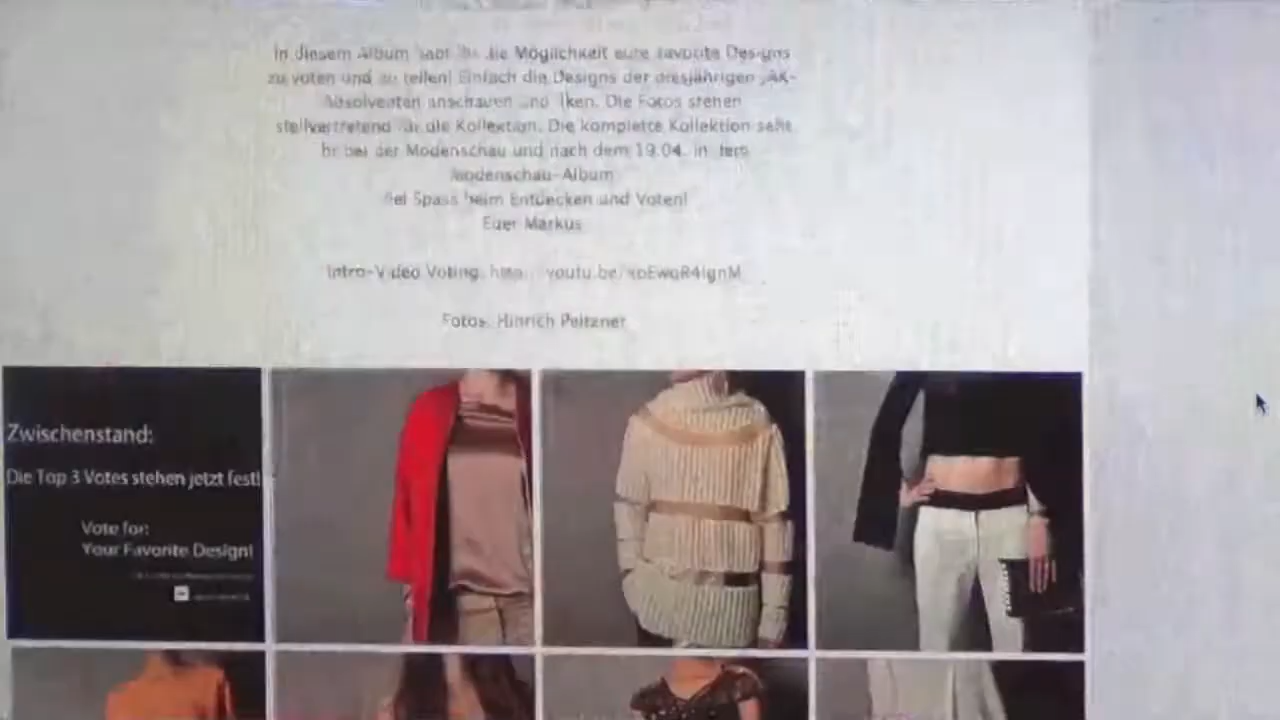 In diesem Album habt ihr die Möglichkeit eure favorite Designs
zu voten und zu teilen! Einfach die Designs der diesjährigen JAK-
Absolventen anschauen und liken. Die Fotos stehen
stellvertretend für die Kollektion. Die komplette Kollektion seht
ihr bei der Modenschau und nach dem 19.04. in
Modenschau-Album
Viel Spass beim Entdecken und Voten!
Euer Markus
Intro-Video Voting: youtu.be/
Fotos: Hinrich Peitzner
Zwischenstand:
Die Top 3 Votes stehen jetzt fest!
Vote for:
Your Favorite Design!